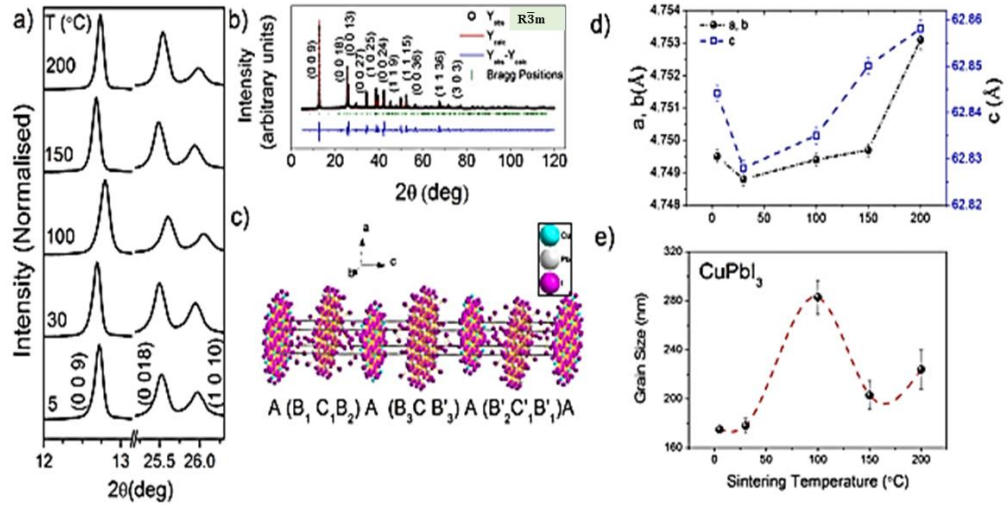 a)
T (°C)
200
150
100
30
5
(0 0 9)
(0 0 18)
(1 0 10)
Intensity (Normalised)
12
13
25.5
26.0
2θ(deg)
b)
R3̅m
Y_obs
Y_calc
Y_obs-Y_calc
Bragg Positions
(0 0 9)
(0 0 18)
(0 0 13)
(0 0 27)
(1 0 25)
(0 0 24)
(1 1 9)
(1 1 15)
(0 0 36)
(1 1 36)
(3 0 3)
Intensity
(arbitrary units)
0 20 40 60 80 100 120
2θ (deg)
c)
a
b
c
Cu
Pb
I
A (B₁ C₁B₂) A (B₃C B'₃) A (B'₂C'₁B'₁)A
d)
4.754
4.753
4.752
4.751
4.750
4.749
4.748
a, b(Å)
a, b
c
62.86
62.85
62.84
62.83
62.82
c (Å)
0 50 100 150 200
e)
CuPbI₃
320
280
240
200
160
Grain Size (nm)
0 50 100 150 200
Sintering Temperature (°C)